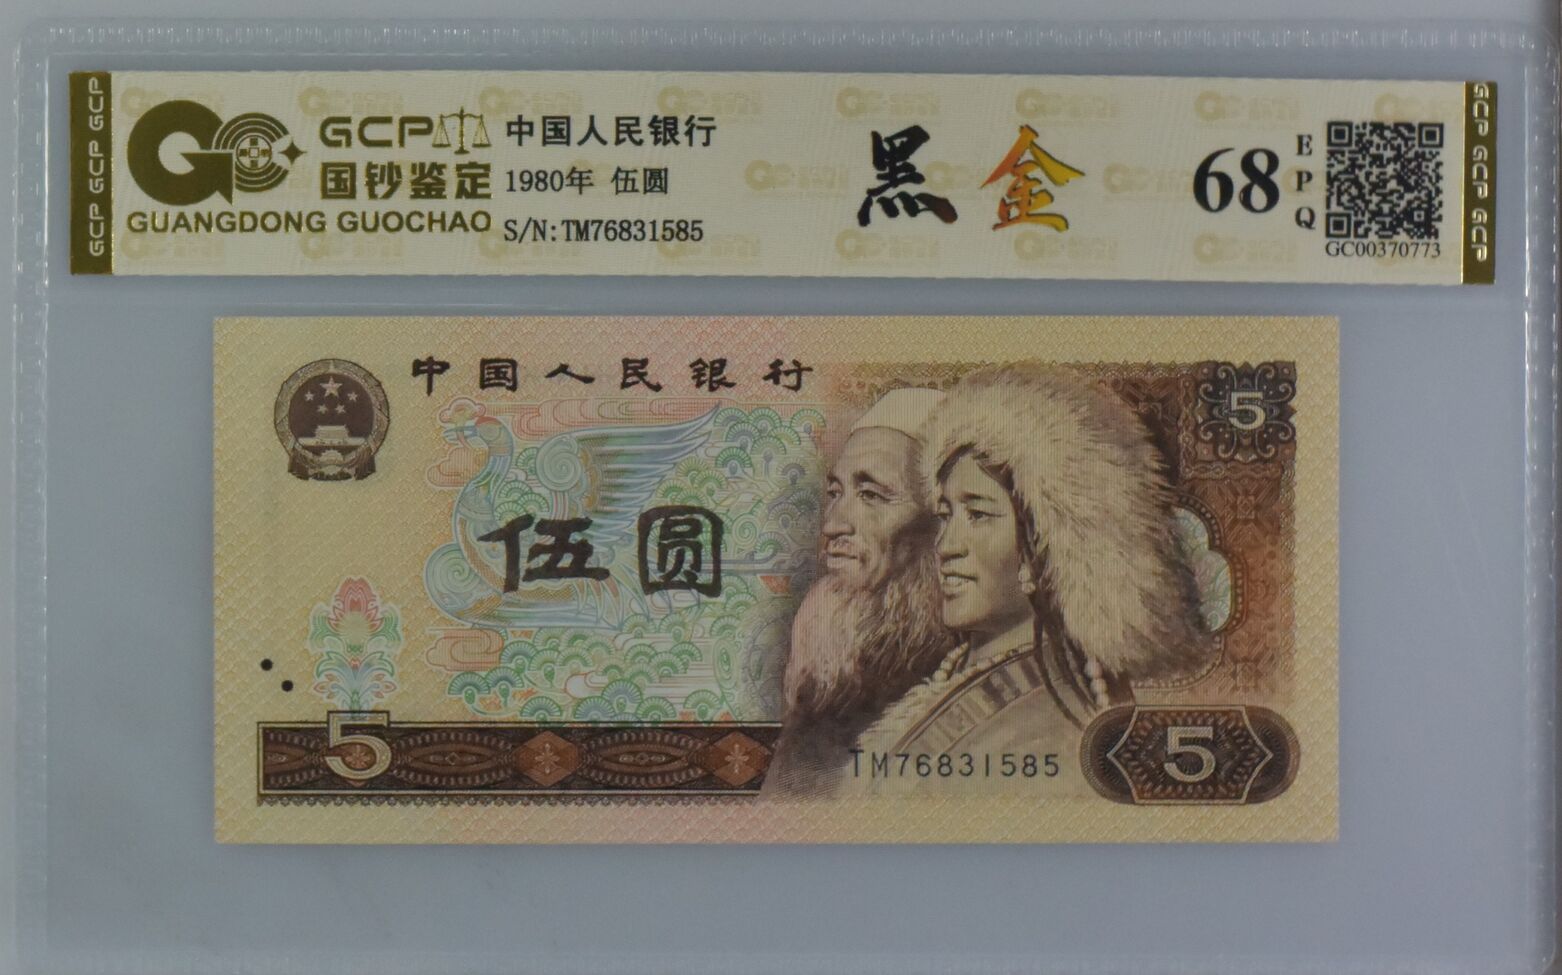 GCP GCP GCP
GCP
国钞鉴定
GUANGDONG GUOCHAO
中国人民银行
1980年 伍圆
S/N:TM76831585
黑金
68
EPQ
GC00370773
GCP GCP GCP
中国人民银行
5
伍圆
5
TM76831585
5